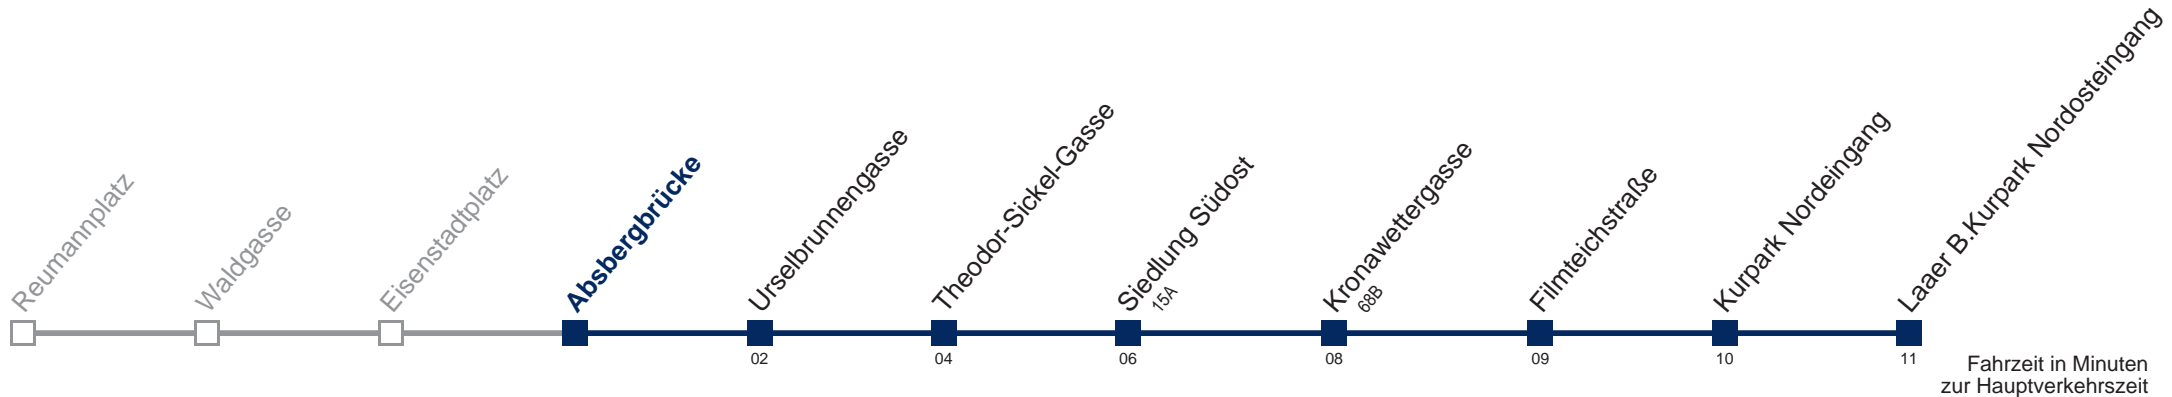 Reumannplatz
Waldgasse
Eisenstadtplatz
Absbergbrücke
Urselbrunnengasse
Theodor-Sickel-Gasse
Siedlung Südost
15A
Kronawettergasse
68B
Filmteichstraße
Kurpark Nordeingang
Laaer B.Kurpark Nordosteingang
02
04
06
08
09
10
11
Fahrzeit in Minuten
zur Hauptverkehrszeit